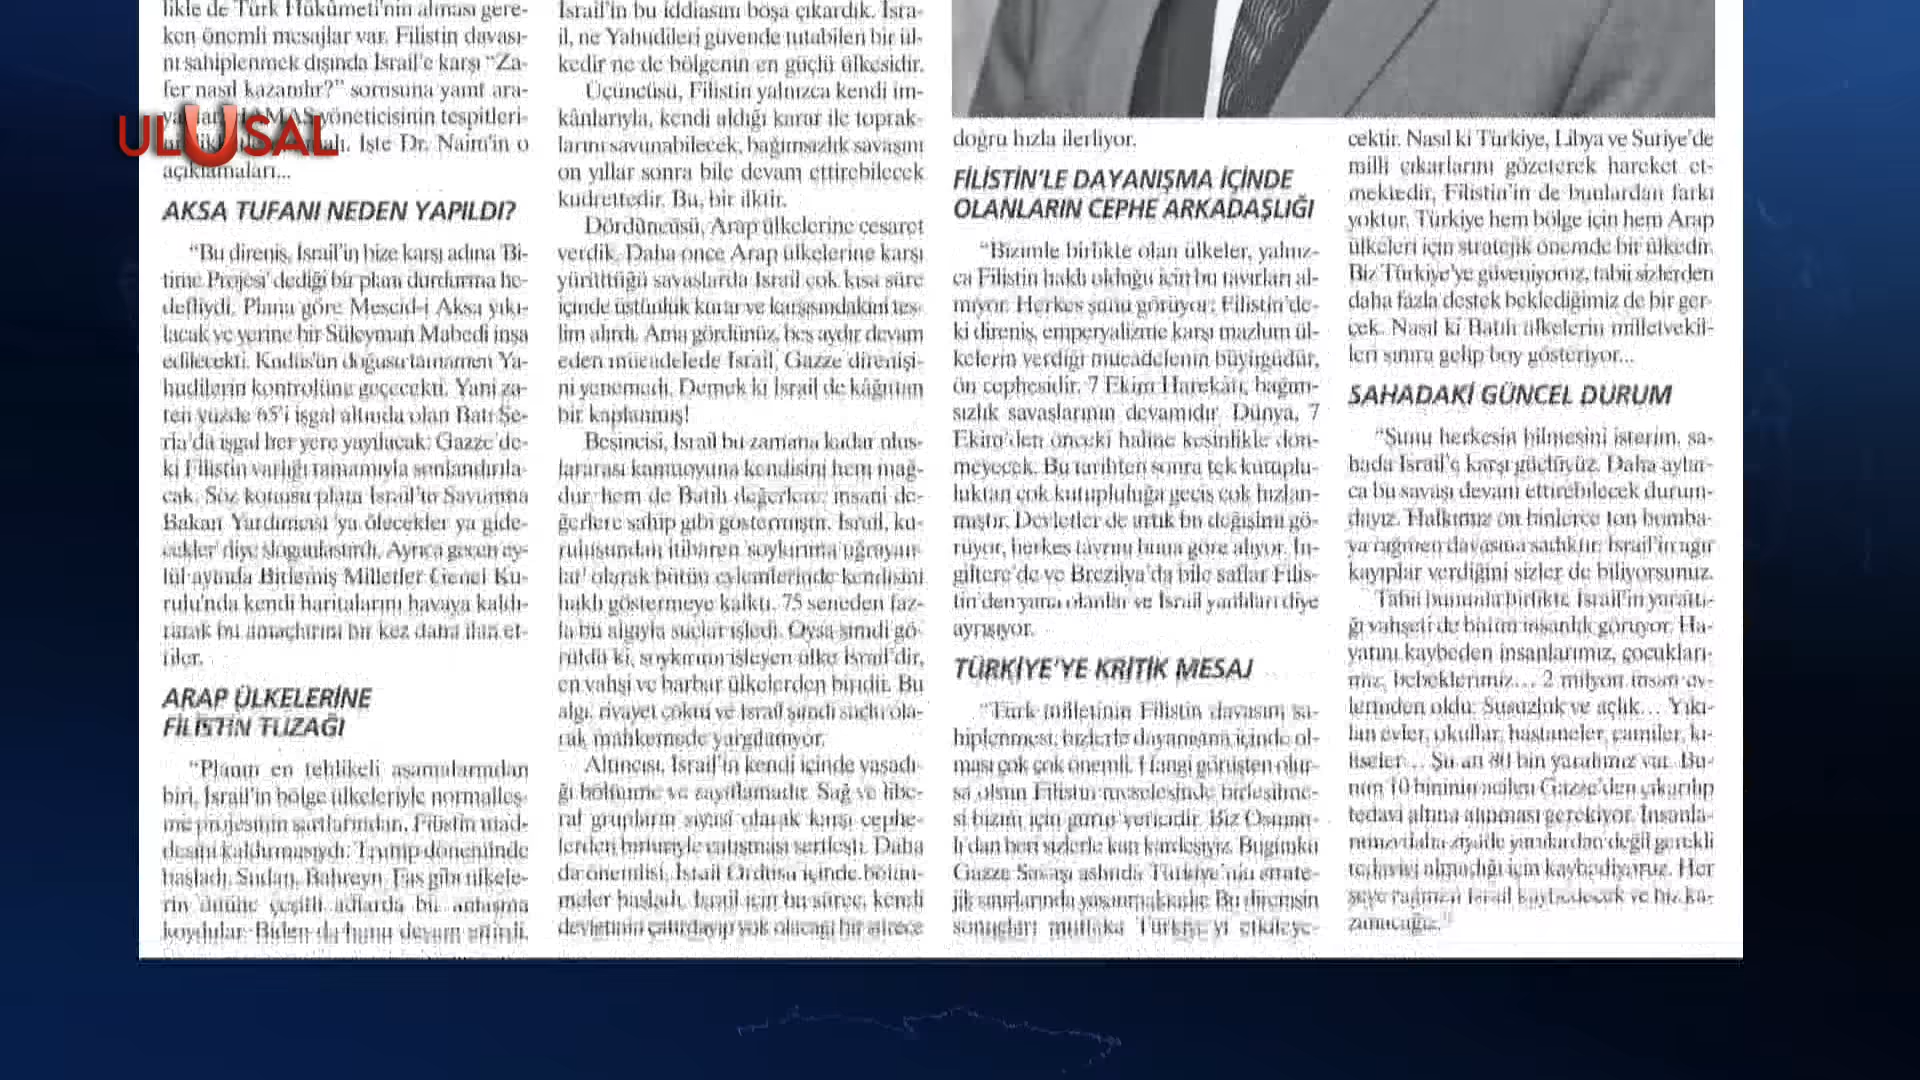 likle de Türk Hükûmeti'nin alması gere-
ken önemli mesajlar var. Filistin davası-
nı sahiplenmek dışında İsrail'e karşı "Za-
fer nasıl kazanılır?" sorusuna yanıt ara-
yöneticisinin tespitleri-
İşte Dr. Naim'in o
açıklamaları...
ULUSAL
AKSA TUFANI NEDEN YAPILDI?
"Bu direniş, İsrail'in bize karşı adına 'Bi-
tirme Projesi' dediği bir planı durdurma he-
defliydi. Plana göre Mescid-i Aksa yıkı-
lacak ve yerine bir Süleyman Mabedi inşa
edilecekti. Kudüs'ün doğusu tamamen Ya-
hudilerin kontrolüne geçecekti. Yani za-
ten yüzde 65'i işgal altında olan Batı Şe-
ria'da işgal her yere yayılacak; Gazze'de-
ki Filistin varlığı tamamıyla sonlandırıla-
cak. Söz konusu planı İsrail'in Savunma
Bakan Yardımcısı 'ya ölecekler ya gide-
cekler' diye sloganlaştırdı. Ayrıca geçen ey-
lül ayında Birleşmiş Milletler Genel Ku-
rulu'nda kendi haritalarını havaya kaldı-
rarak bu amaçlarını bir kez daha ilan et-
tiler.
ARAP ÜLKELERİNE
FİLİSTİN TUZAĞI
"Planın en tehlikeli aşamalarından
biri, İsrail'in bölge ülkeleriyle normalleş-
me projesinin şartlarından, Filistin mad-
desini kaldırmasıydı. Trump döneminde
başladı. Sudan, Bahreyn, Fas gibi ülkele-
rin önüne çeşitli adlarda bu anlaşma
koydular. Biden da bunu devam ettirdi.
İsrail'in bu iddiasını boşa çıkardık. İsra-
il, ne Yahudileri güvende tutabilen bir ül-
kedir ne de bölgenin en güçlü ülkesidir.
Üçüncüsü, Filistin yalnızca kendi im-
kânlarıyla, kendi aldığı karar ile toprak-
larını savunabilecek, bağımsızlık savaşını
on yıllar sonra bile devam ettirebilecek
kudrettedir. Bu, bir ilktir.
Dördüncüsü, Arap ülkelerine cesaret
verdik. Daha önce Arap ülkelerine karşı
yürüttüğü savaşlarda İsrail çok kısa süre
içinde üstünlük kurar ve karşısındakini tes-
lim alırdı. Ama gördünüz, beş aydır devam
eden mücadelede İsrail, Gazze direnişi-
ni yenemedi. Demek ki İsrail de kâğıttan
bir kaplanmış!
Beşincisi, İsrail bu zamana kadar ulus-
lararası kamuoyuna kendisini hem mağ-
dur hem de Batılı değerlere, insani de-
ğerlere sahip gibi göstermiştir. İsrail, ku-
ruluşundan itibaren 'soykırıma uğrayan-
lar' olarak bütün eylemlerinde kendisini
haklı göstermeye kalktı. 75 seneden faz-
la bu algıyla suçlar işledi. Oysa şimdi gö-
rüldü ki, soykırım işleyen ülke İsrail'dir,
en vahşi ve barbar ülkelerden biridir. Bu
algı, rivayet çöktü ve İsrail şimdi suçlu ola-
rak mahkemede yargılanıyor.
Altıncısı, İsrail'in kendi içinde yaşadı-
ğı bölünme ve zayıflamadır. Sağ ve libe-
ral grupların siyasi olarak karşı cephe-
lerden birbiriyle çatışması sertleşti. Daha
da önemlisi, İsrail Ordusu içinde bölün-
meler başladı. İsrail için bu süreç, kendi
devletinin çatırdayıp yok olacağı bir sürece
doğru hızla ilerliyor.
FİLİSTİN'LE DAYANIŞMA İÇİNDE
OLANLARIN CEPHE ARKADAŞLIĞI
"Bizimle birlikte olan ülkeler, yalnız-
ca Filistin haklı olduğu için bu tavırları al-
mıyor. Herkes şunu görüyor: Filistin'de-
ki direniş, emperyalizme karşı mazlum ül-
kelerin verdiği mücadelenin büyüğüdür,
ön cephesidir. 7 Ekim Harekâtı, bağım-
sızlık savaşlarının devamıdır. Dünya, 7
Ekim'den önceki haline kesinlikle dön-
meyecek. Bu tarihten sonra tek kutuplu-
luktan çok kutupluluğa geçiş çok hızlan-
mıştır. Devletler de artık bu değişimi gö-
rüyor, herkes tavrını buna göre alıyor. İn-
giltere'de ve Brezilya'da bile saflar Filis-
tin'den yana olanlar ve İsrail yanlıları diye
ayrışıyor.
TÜRKİYE'YE KRİTİK MESAJ
"Türk milletinin Filistin davasını sa-
hiplenmesi, bizlerle dayanışma içinde ol-
ması çok çok önemli. Hangi görüşten olur-
sa olsun Filistin meselesinde birleşilme-
si bizim için gurur vericidir. Biz Osman-
lı'dan beri sizlerle kan kardeşiyiz. Bugünkü
Gazze Savaşı aslında Türkiye'nin strate-
jik sınırlarında yaşanmaktadır. Bu direnişin
sonuçları mutlaka Türkiye'yi etkileye-
cektir. Nasıl ki Türkiye, Libya ve Suriye'de
milli çıkarlarını gözeterek hareket et-
mektedir, Filistin'in de bunlardan farkı
yoktur. Türkiye hem bölge için hem Arap
ülkeleri için stratejik önemde bir ülkedir.
Biz Türkiye'ye güveniyoruz, tabii sizlerden
daha fazla destek beklediğimiz de bir ger-
çek. Nasıl ki Batılı ülkelerin milletvekil-
leri sınıra gelip boy gösteriyor...
SAHADAKİ GÜNCEL DURUM
"Şunu herkesin bilmesini isterim, sa-
hada İsrail'e karşı güçlüyüz. Daha aylar-
ca bu savaşı devam ettirebilecek durum-
dayız. Halkımız on binlerce ton bomba-
ya rağmen davasına sadıktır. İsrail'in ağır
kayıplar verdiğini sizler de biliyorsunuz.
Tabii bununla birlikte İsrail'in yarattı-
ğı vahşeti de bütün insanlık görüyor. Ha-
yatını kaybeden insanlarımız, çocukları-
mız, bebeklerimiz... 2 milyon insan ev-
lerinden oldu. Susuzluk ve açlık... Yıkı-
lan evler, okullar, hastaneler, camiler, ki-
liseler... Şu an 80 bin yaralımız var. Bu-
nun 10 bininin acilen Gazze'den çıkarılıp
tedavi altına alınması gerekiyor. İnsanla-
rımızı daha ziyade yaralardan değil gerekli
tedaviyi almadığı için kaybediyoruz. Her
şeye rağmen İsrail kaybedecek ve biz ka-
zanacağız."